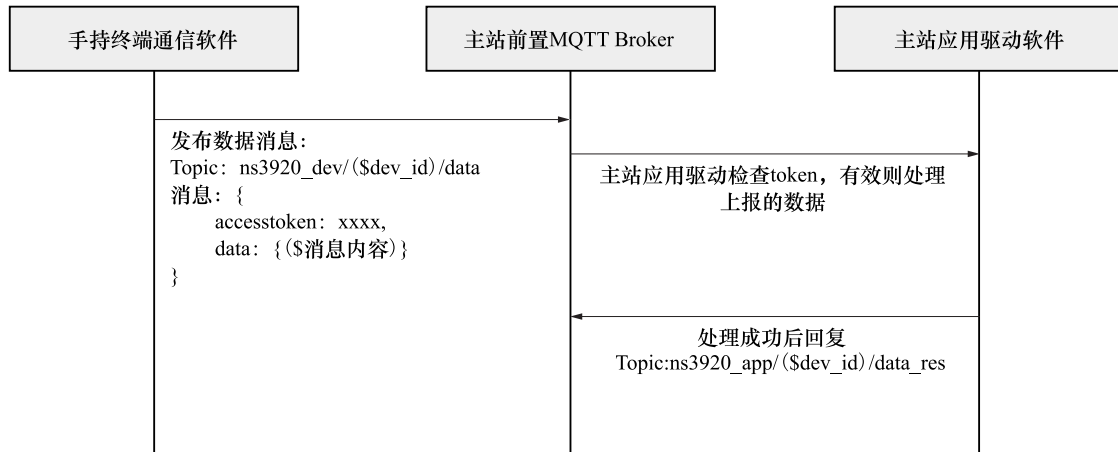 手持终端通信软件
主站前置MQTT Broker
主站应用驱动软件
发布数据消息：
Topic：ns3920_dev/($dev_id)/data
消息：{
accesstoken：xxxx,
data：{($消息内容)}
}
主站应用驱动检查token，有效则处理
上报的数据
处理成功后回复
Topic:ns3920_app/($dev_id)/data_res